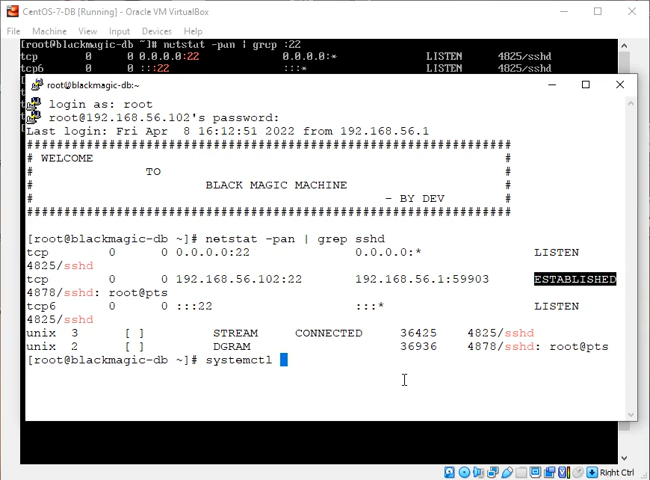 CentOS-7-DB [Running] - Oracle VM VirtualBox
File Machine View Input Devices Help
[root@blackmagic-db ~]# netstat -pan | grep :22
tcp 0 0 0.0.0.0:22 0.0.0.0:* LISTEN 4825/sshd
tcp6 0 0 :::22 :::* LISTEN 4825/sshd
root@blackmagic-db:~
login as: root
root@192.168.56.102's password:
Last login: Fri Apr 8 16:12:51 2022 from 192.168.56.1
###############################################################
# WELCOME #
# TO #
# BLACK MAGIC MACHINE #
# - BY DEV #
###############################################################
[root@blackmagic-db ~]# netstat -pan | grep sshd
tcp 0 0 0.0.0.0:22 0.0.0.0:* LISTEN
4825/sshd
tcp 0 0 192.168.56.102:22 192.168.56.1:59903 ESTABLISHED
4878/sshd: root@pts
tcp6 0 0 :::22 :::* LISTEN
4825/sshd
unix 3 [ ] STREAM CONNECTED 36425 4825/sshd
unix 2 [ ] DGRAM 36936 4878/sshd: root@pts
[root@blackmagic-db ~]# systemctl
Right Ctrl